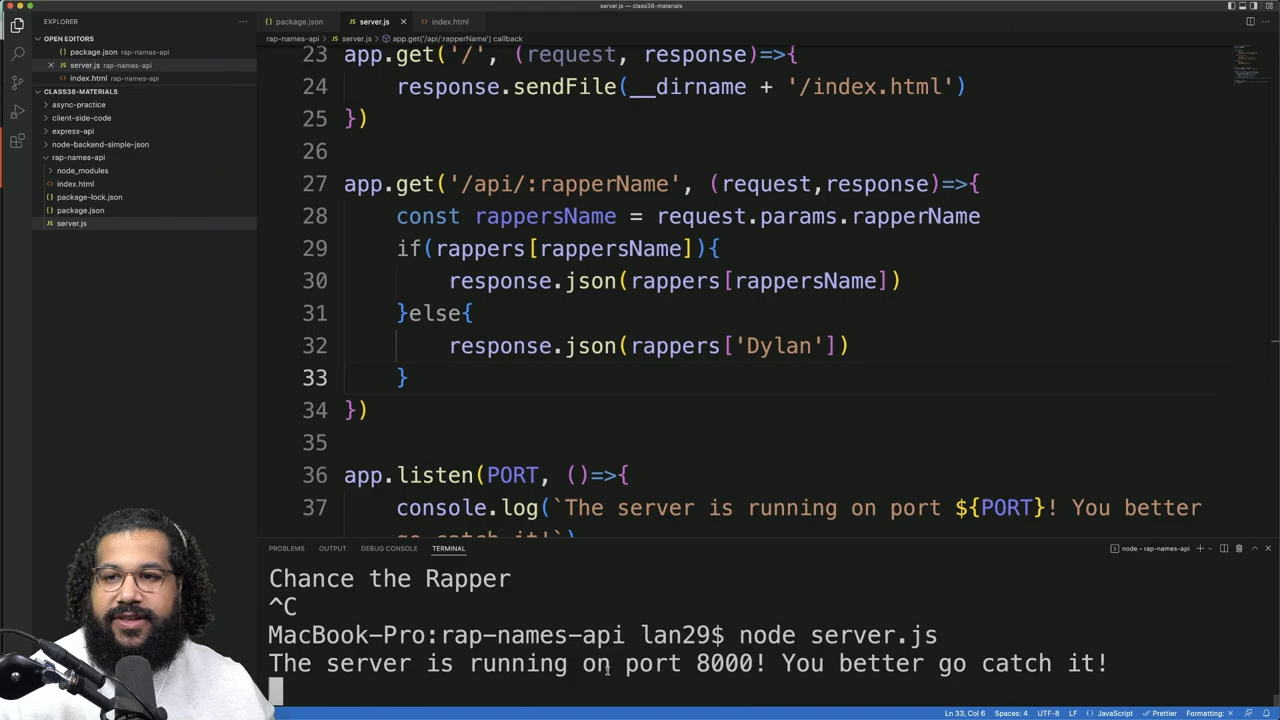 server.js — class38-materials
EXPLORER
···
package.json
server.js ×
index.html
OPEN EDITORS
rap-names-api > server.js > app.get('/api/:rapperName') callback
package.json rap-names-api
× server.js rap-names-api
index.html rap-names-api
CLASS38-MATERIALS
> async-practice
> client-side-code
> express-api
> node-backend-simple-json
rap-names-api
> node_modules
index.html
package-lock.json
package.json
server.js
23 app.get('/', (request, response)=>{
24 response.sendFile(__dirname + '/index.html')
25 })
26
27 app.get('/api/:rapperName', (request,response)=>{
28 const rappersName = request.params.rapperName
29 if(rappers[rappersName]){
30 response.json(rappers[rappersName])
31 }else{
32 response.json(rappers['Dylan'])
33 }
34 })
35
36 app.listen(PORT, ()=>{
37 console.log(`The server is running on port ${PORT}! You better
go catch it!`)
PROBLEMS OUTPUT DEBUG CONSOLE TERMINAL
node - rap-names-api
Chance the Rapper
^C
MacBook-Pro:rap-names-api lan29$ node server.js
The server is running on port 8000! You better go catch it!
Ln 33, Col 6 Spaces: 4 UTF-8 LF {} JavaScript Prettier Formatting: ×